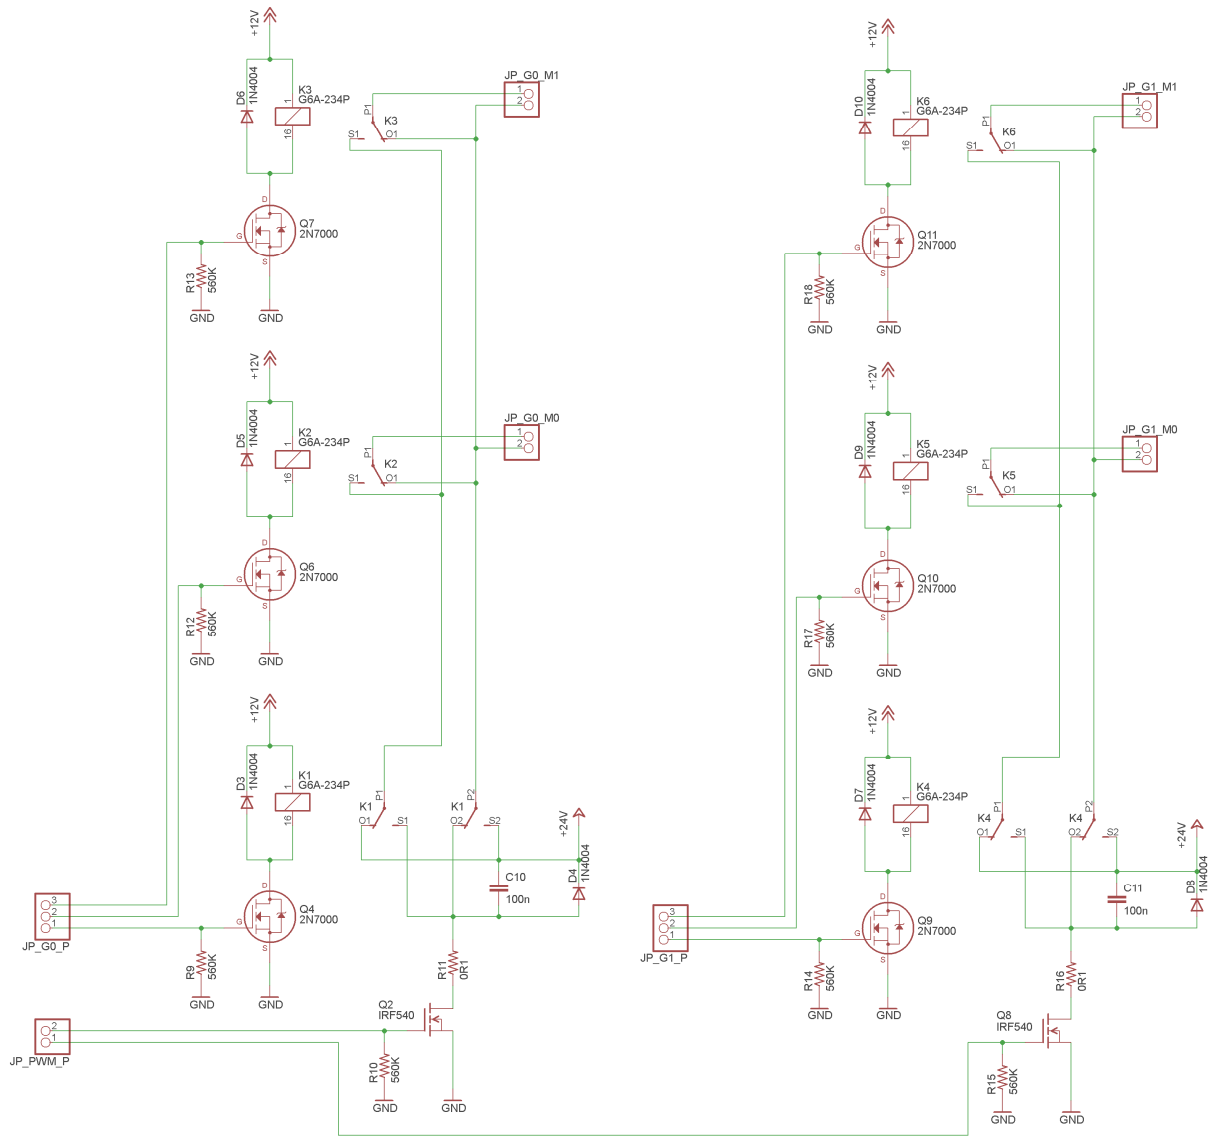 +12V
D6
1N4004
K3
G6A-234P
1
16
P1
K3
S1
O1
JP_G0_M1
1
2
D
G
S
Q7
2N7000
R13
560K
GND
GND
+12V
D5
1N4004
K2
G6A-234P
1
16
P1
K2
S1
O1
JP_G0_M0
1
2
D
G
S
Q6
2N7000
R12
560K
GND
GND
+12V
D3
1N4004
K1
G6A-234P
1
16
P1
K1
O1
S1
P2
K1
O2
S2
+24V
D4
1N4004
C10
100n
D
G
S
Q4
2N7000
3
2
1
JP_G0_P
R9
560K
GND
GND
R11
0R1
Q2
IRF540
2
1
JP_PWM_P
R10
560K
GND
GND
+12V
D10
1N4004
K6
G6A-234P
1
16
P1
K6
S1
O1
JP_G1_M1
1
2
D
G
S
Q11
2N7000
R18
560K
GND
GND
+12V
D9
1N4004
K5
G6A-234P
1
16
P1
K5
S1
O1
JP_G1_M0
1
2
D
G
S
Q10
2N7000
R17
560K
GND
GND
+12V
D7
1N4004
K4
G6A-234P
1
16
P1
K4
O1
S1
P2
K4
O2
S2
+24V
D8
1N4004
C11
100n
D
G
S
Q9
2N7000
3
2
1
JP_G1_P
R14
560K
GND
GND
R16
0R1
Q8
IRF540
R15
560K
GND
GND